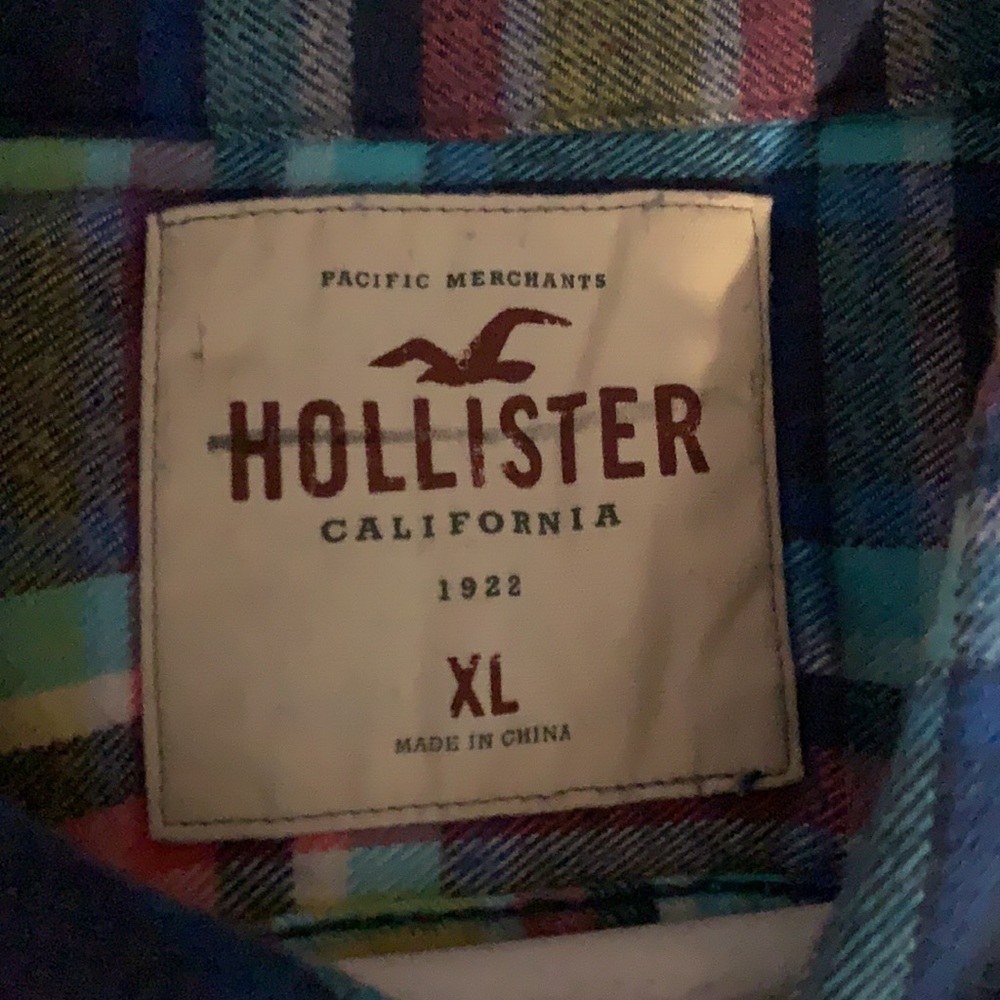 PACIFIC MERCHANTS
HOLLISTER
CALIFORNIA
1922
XL
MADE IN CHINA